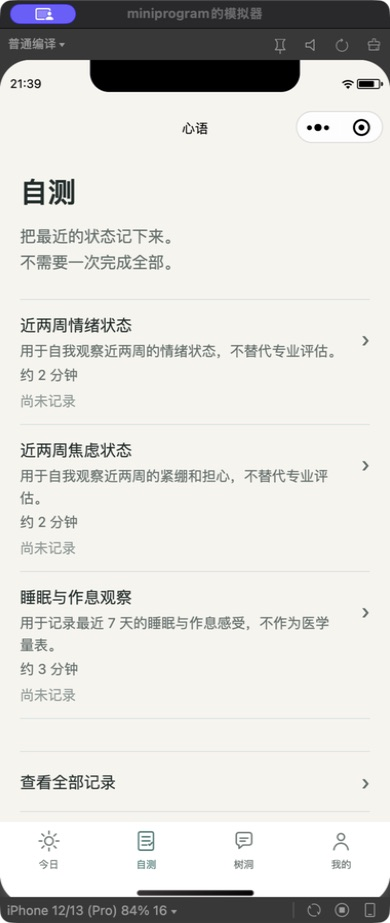 miniprogram的模拟器
普通编译
21:39
心语
自测
把最近的状态记下来。
不需要一次完成全部。
近两周情绪状态
用于自我观察近两周的情绪状态，不替代专业评估。
约 2 分钟
尚未记录
近两周焦虑状态
用于自我观察近两周的紧绷和担心，不替代专业评
估。
约 2 分钟
尚未记录
睡眠与作息观察
用于记录最近 7 天的睡眠与作息感受，不作为医学
量表。
约 3 分钟
尚未记录
查看全部记录
今日
自测
树洞
我的
iPhone 12/13 (Pro) 84% 16